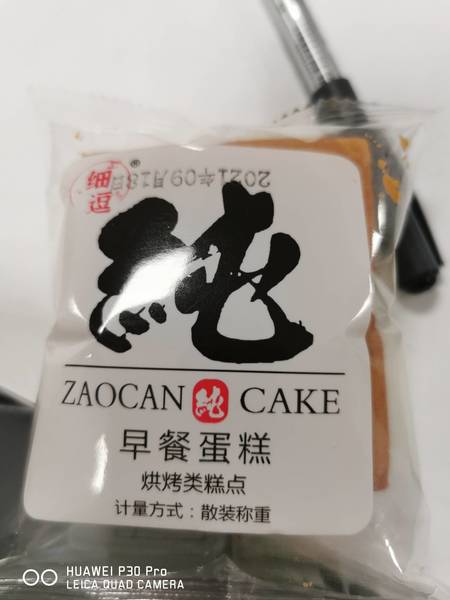 细逗®
2021年09月18日
純
ZAOCAN 純 CAKE
早餐蛋糕
烘烤类糕点
计量方式：散装称重
HUAWEI P30 Pro
LEICA QUAD CAMERA